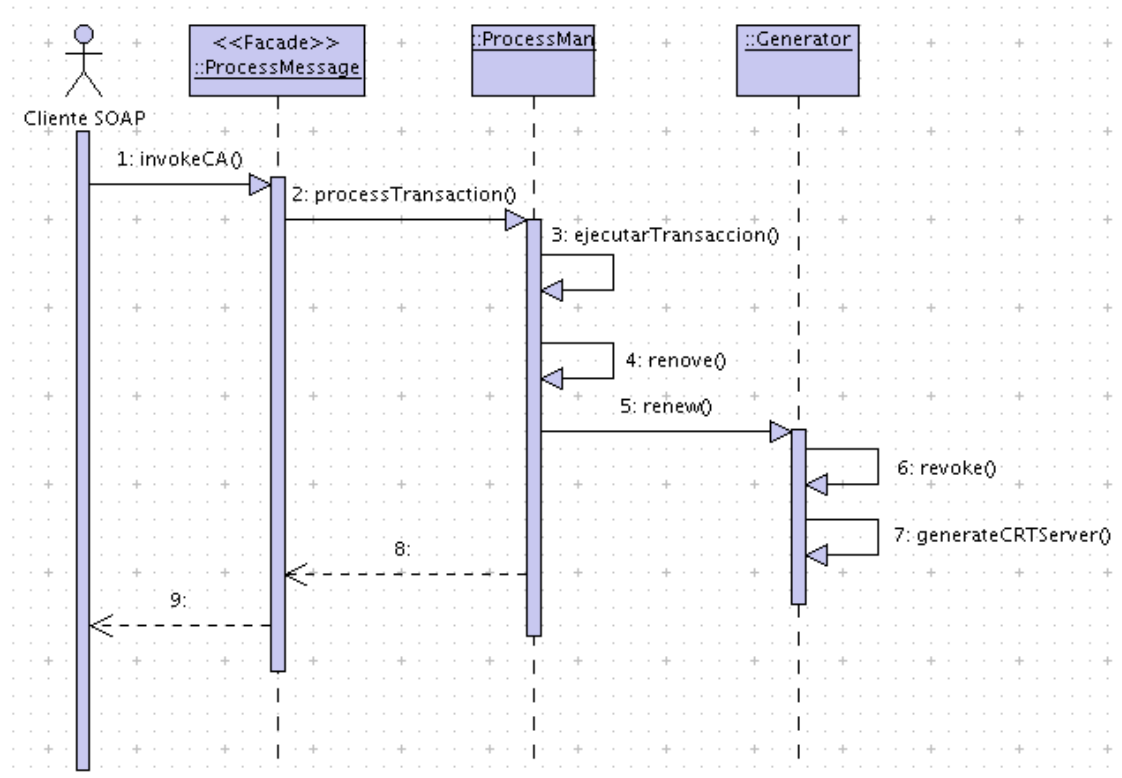 <<Facade>>
::ProcessMessage
::ProcessMan
::Generator
Cliente SOAP
1: invokeCA()
2: processTransaction()
3: ejecutarTransaccion()
4: renove()
5: renew()
6: revoke()
7: generateCRTServer()
8:
9: